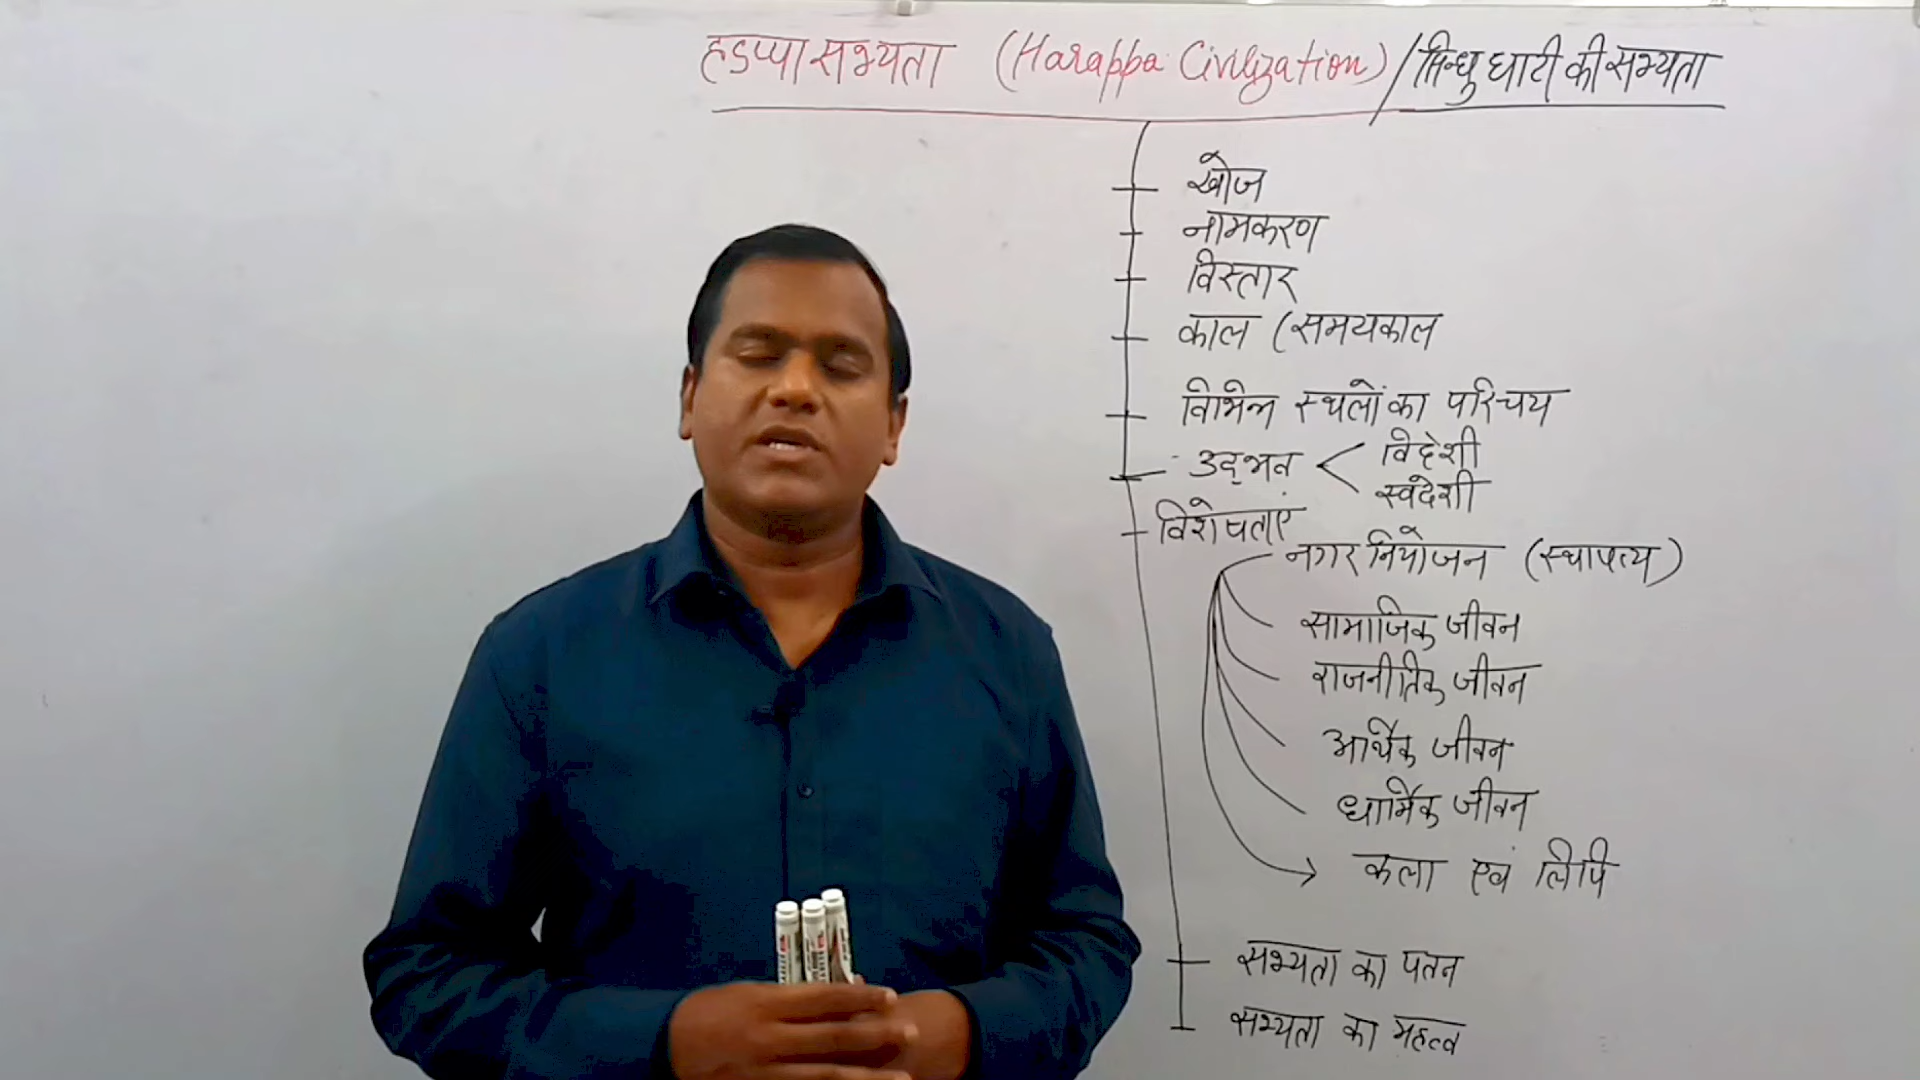 हडप्पा सभ्यता (Harappa Civilization) / सिन्धु घाटी की सभ्यता
खोज
नामकरण
विस्तार
काल (समयकाल
विभिन्न स्थलों का परिचय
उद्भव < विदेशी
स्वदेशी
विशेषताएं
नगर नियोजन (स्थापत्य)
सामाजिक जीवन
राजनीतिक जीवन
आर्थिक जीवन
धार्मिक जीवन
कला एवं लिपि
सभ्यता का पतन
सभ्यता का महत्व